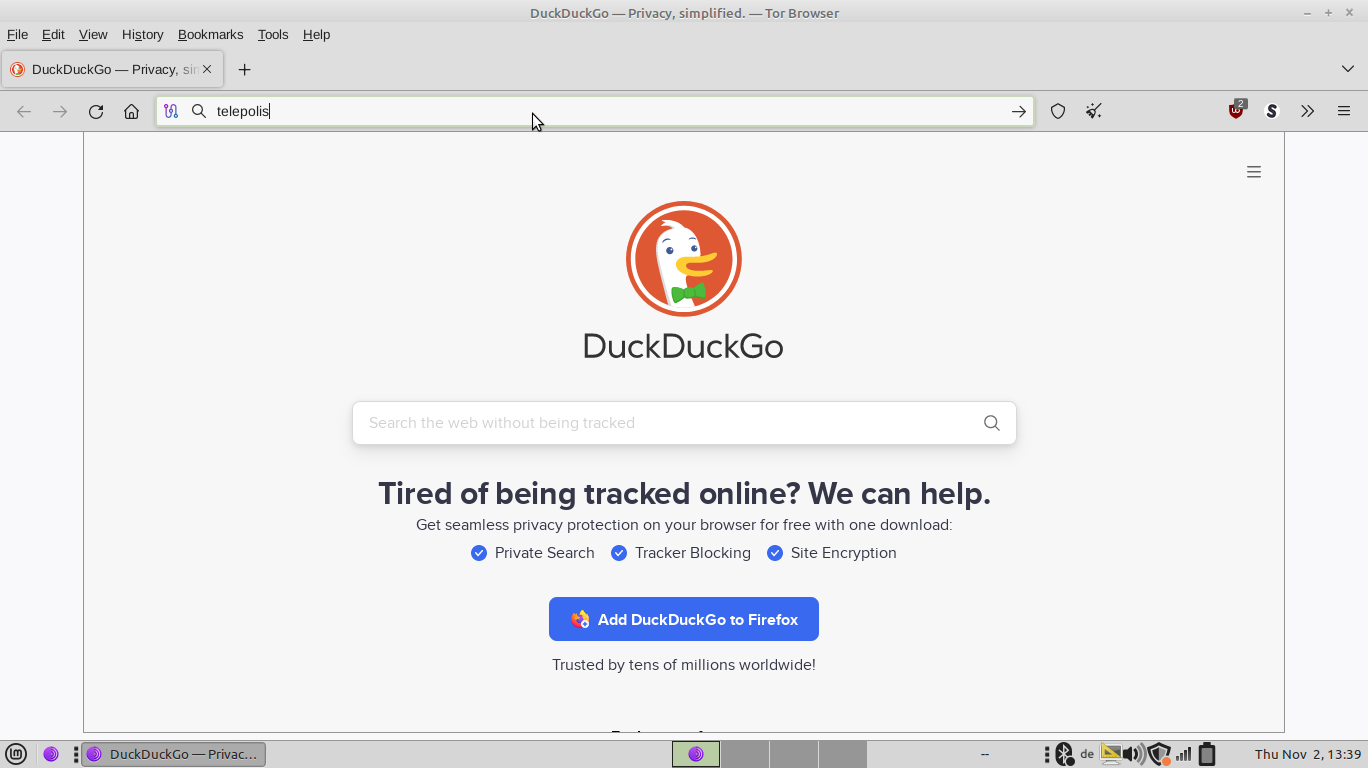 DuckDuckGo — Privacy, simplified. — Tor Browser
File Edit View History Bookmarks Tools Help
DuckDuckGo — Privacy, sin
telepolis
2
S
DuckDuckGo
Search the web without being tracked
Tired of being tracked online? We can help.
Get seamless privacy protection on your browser for free with one download:
Private Search Tracker Blocking Site Encryption
Add DuckDuckGo to Firefox
Trusted by tens of millions worldwide!
DuckDuckGo — Privac...
--
de
Thu Nov 2, 13:39